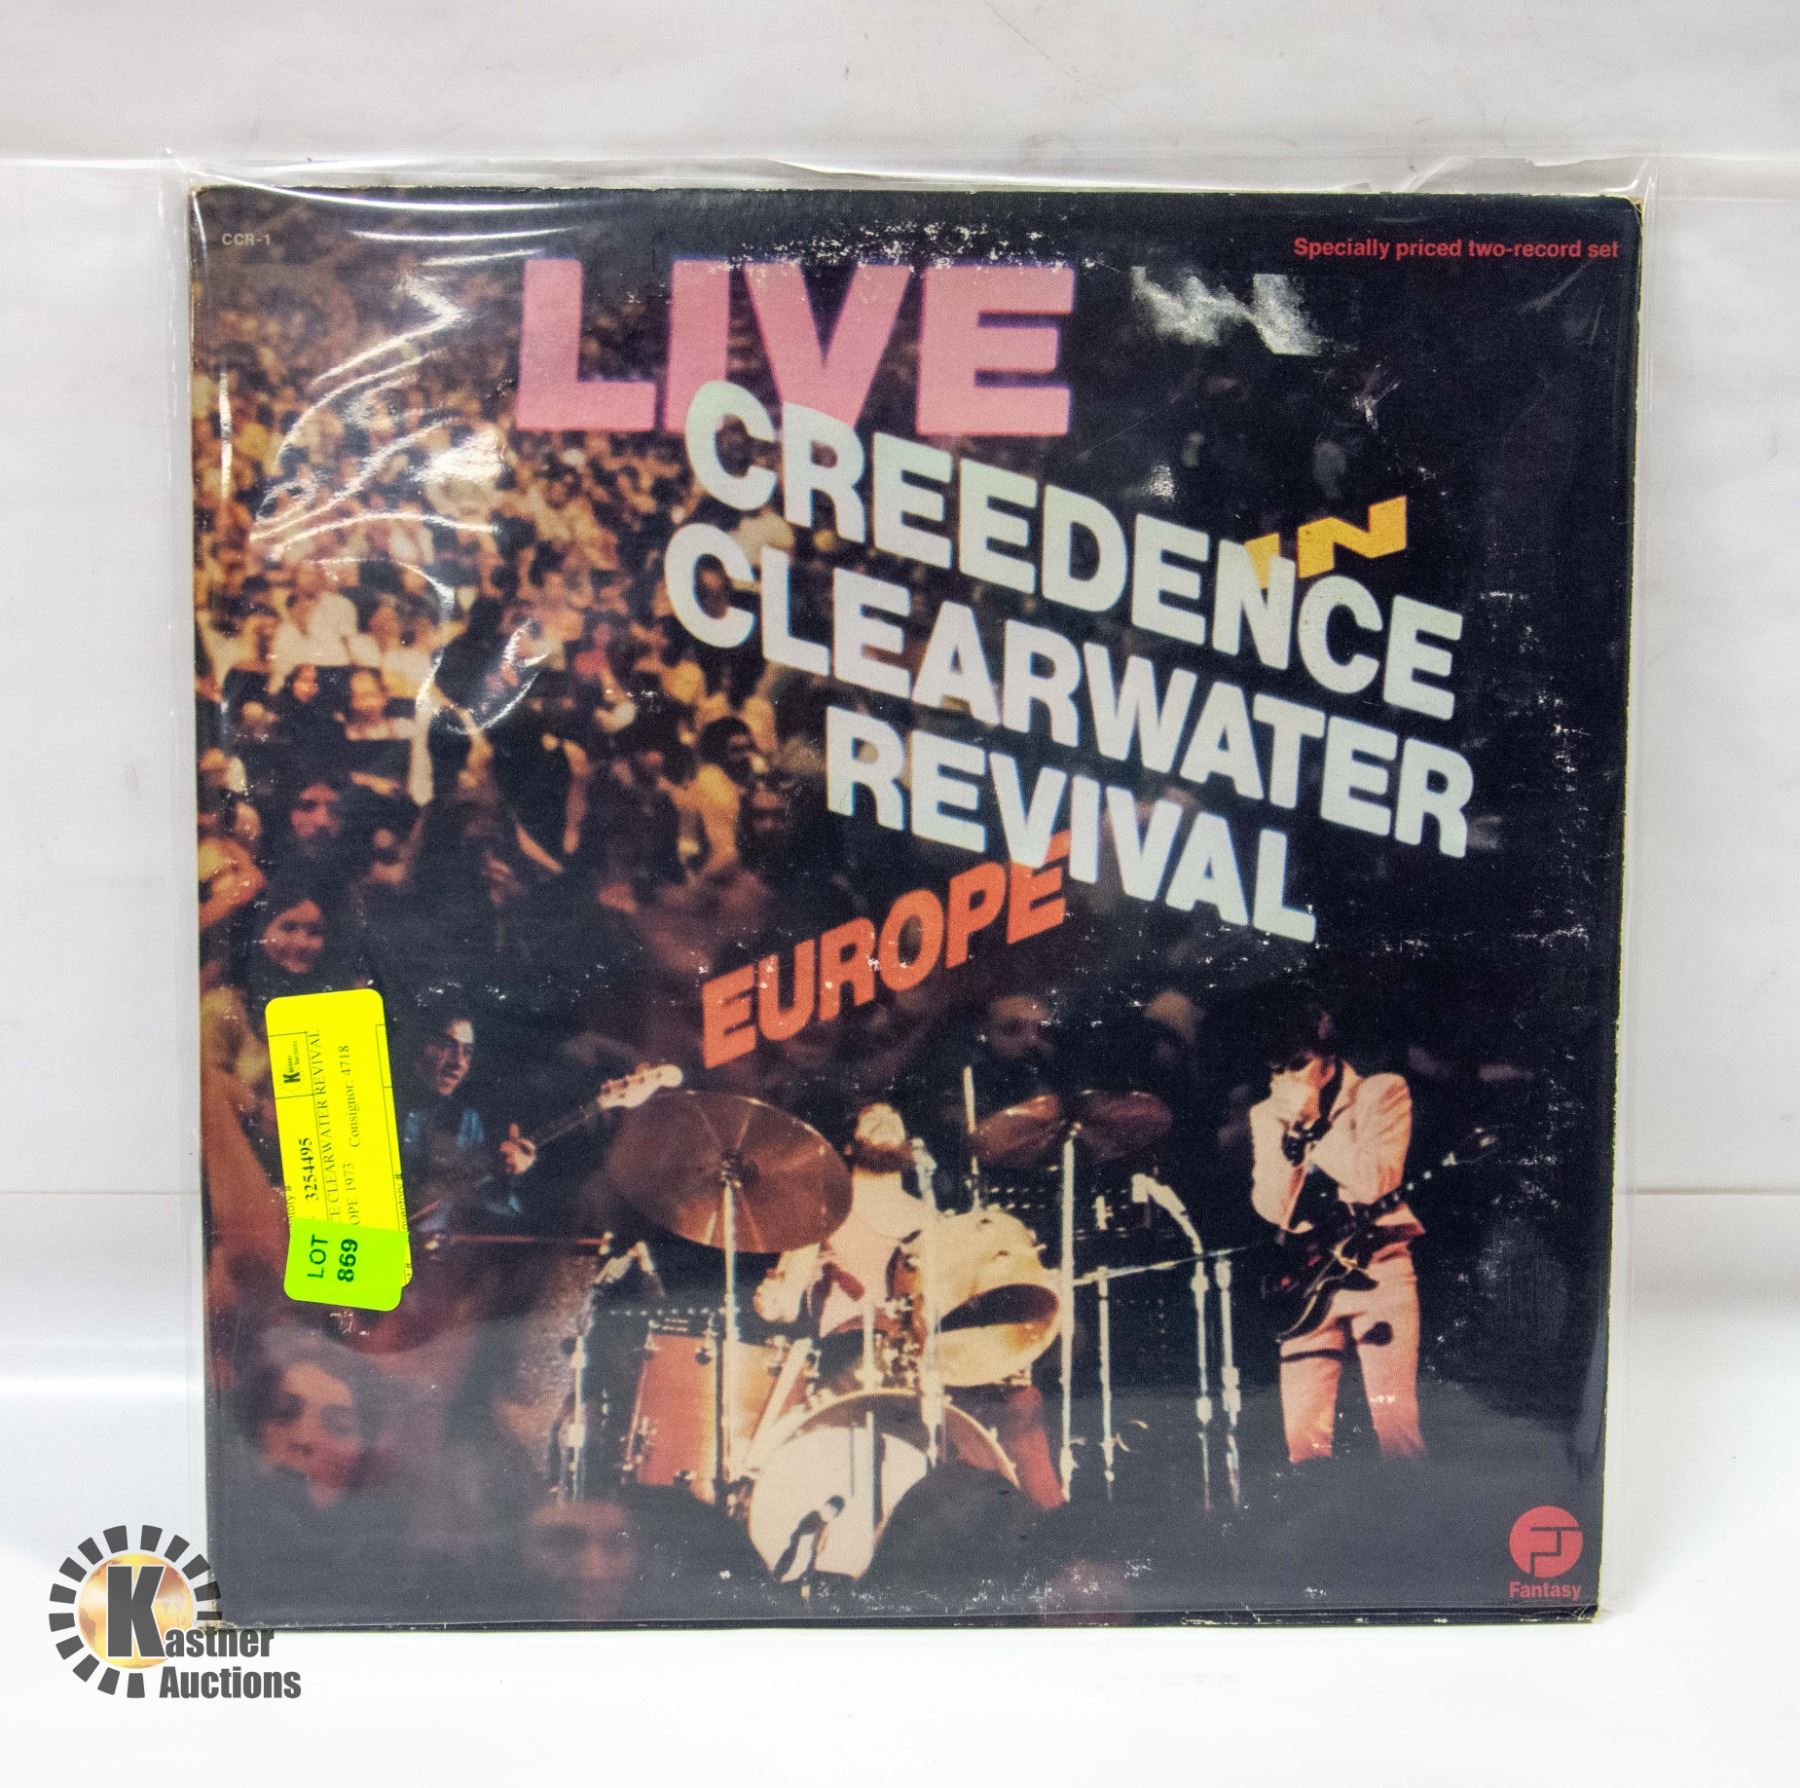 CCR-1
Specially priced two-record set
LIVE
IN
CREEDENCE
CLEARWATER
REVIVAL
EUROPE
3254495
CLEARWATER REVIVAL
1973 Consignor: 4718
LOT
869
Fantasy
Kastner
Auctions